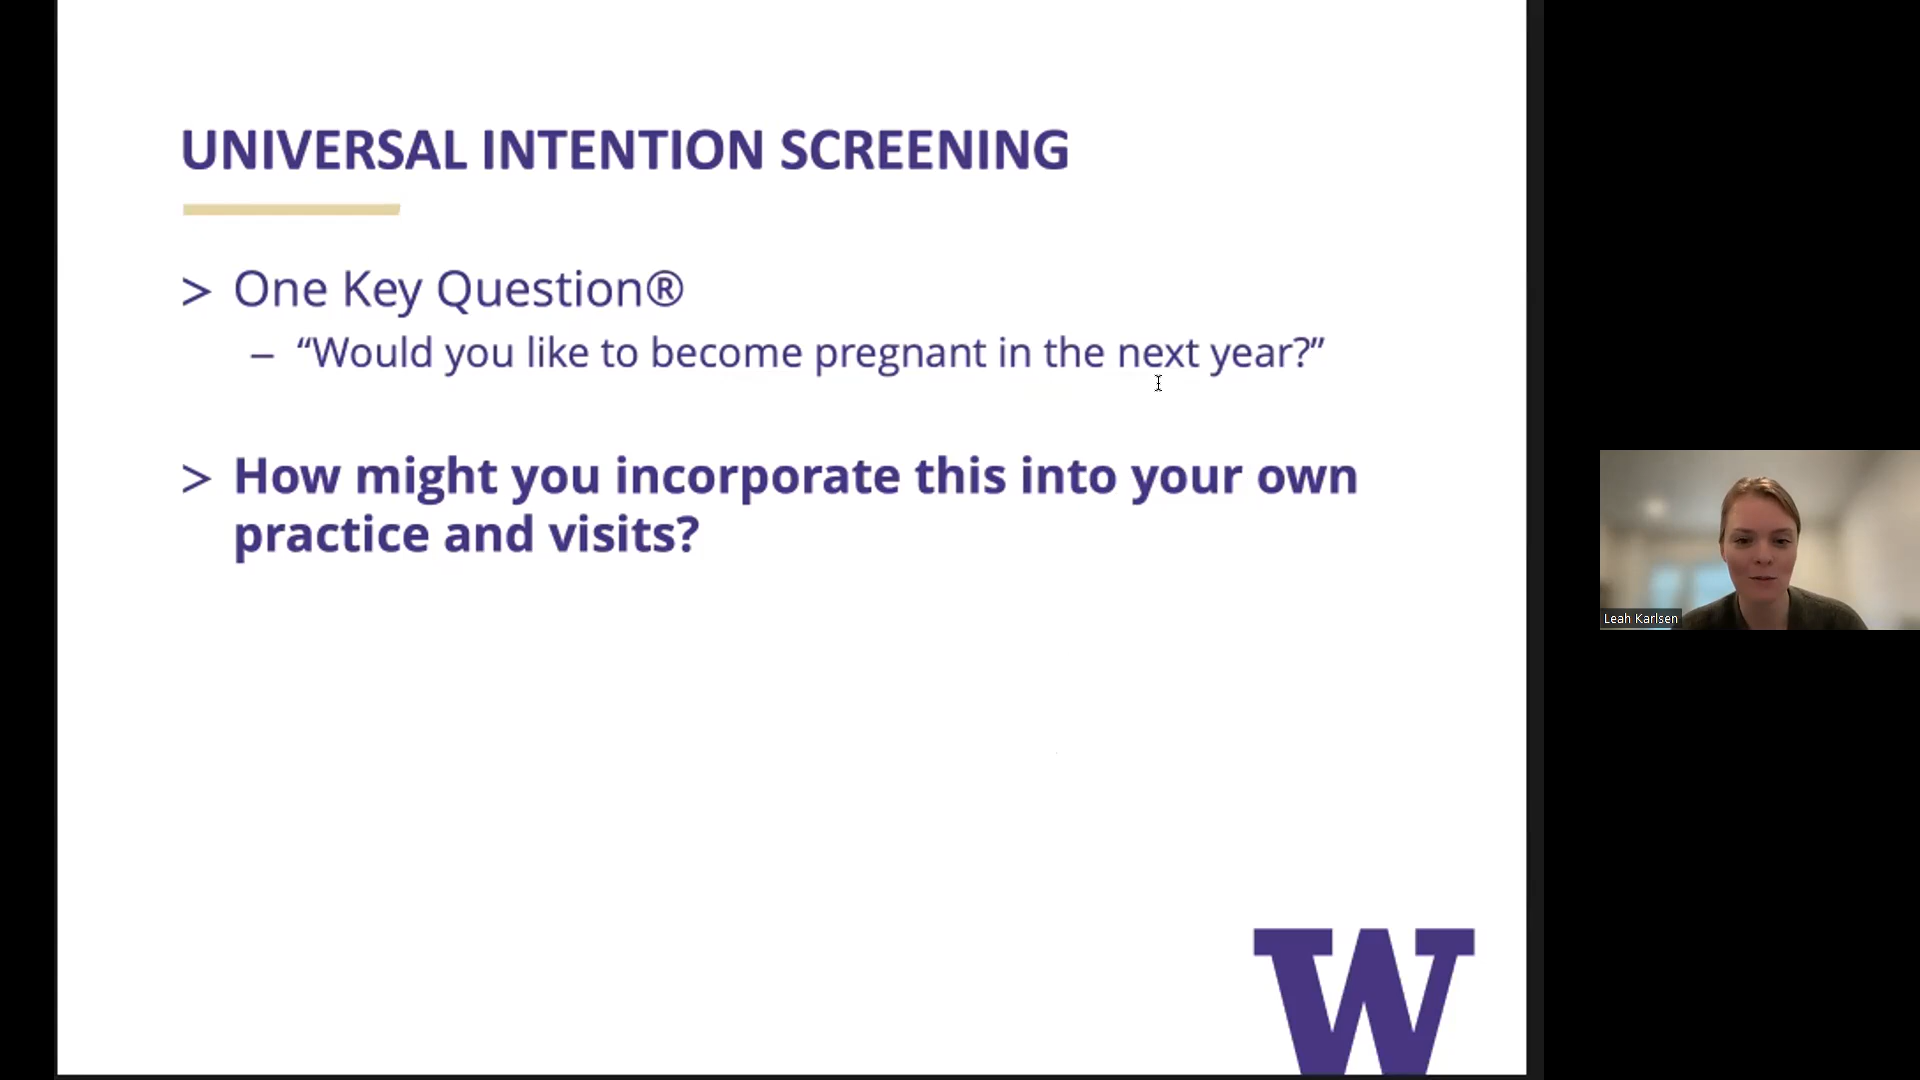 UNIVERSAL INTENTION SCREENING
> One Key Question®
– “Would you like to become pregnant in the next year?”
> How might you incorporate this into your own
practice and visits?
W
Leah Karlsen